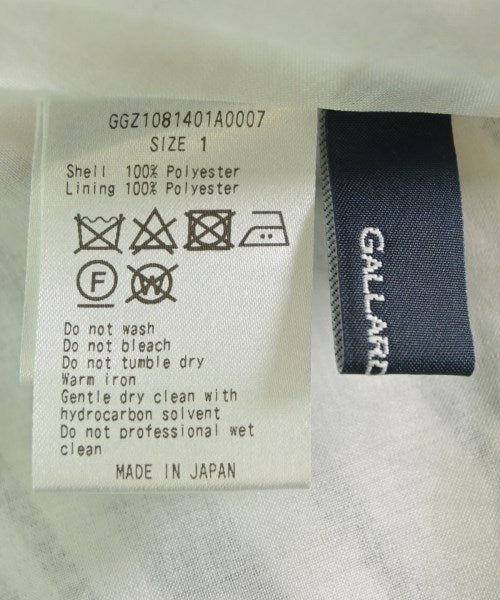 GGZ1081401A0007
SIZE 1
Shell 100% Polyester
Lining 100% Polyester
F W
Do not wash
Do not bleach
Do not tumble dry
Warm iron
Gentle dry clean with
hydrocarbon solvent
Do not professional wet
clean
MADE IN JAPAN
GALLARD